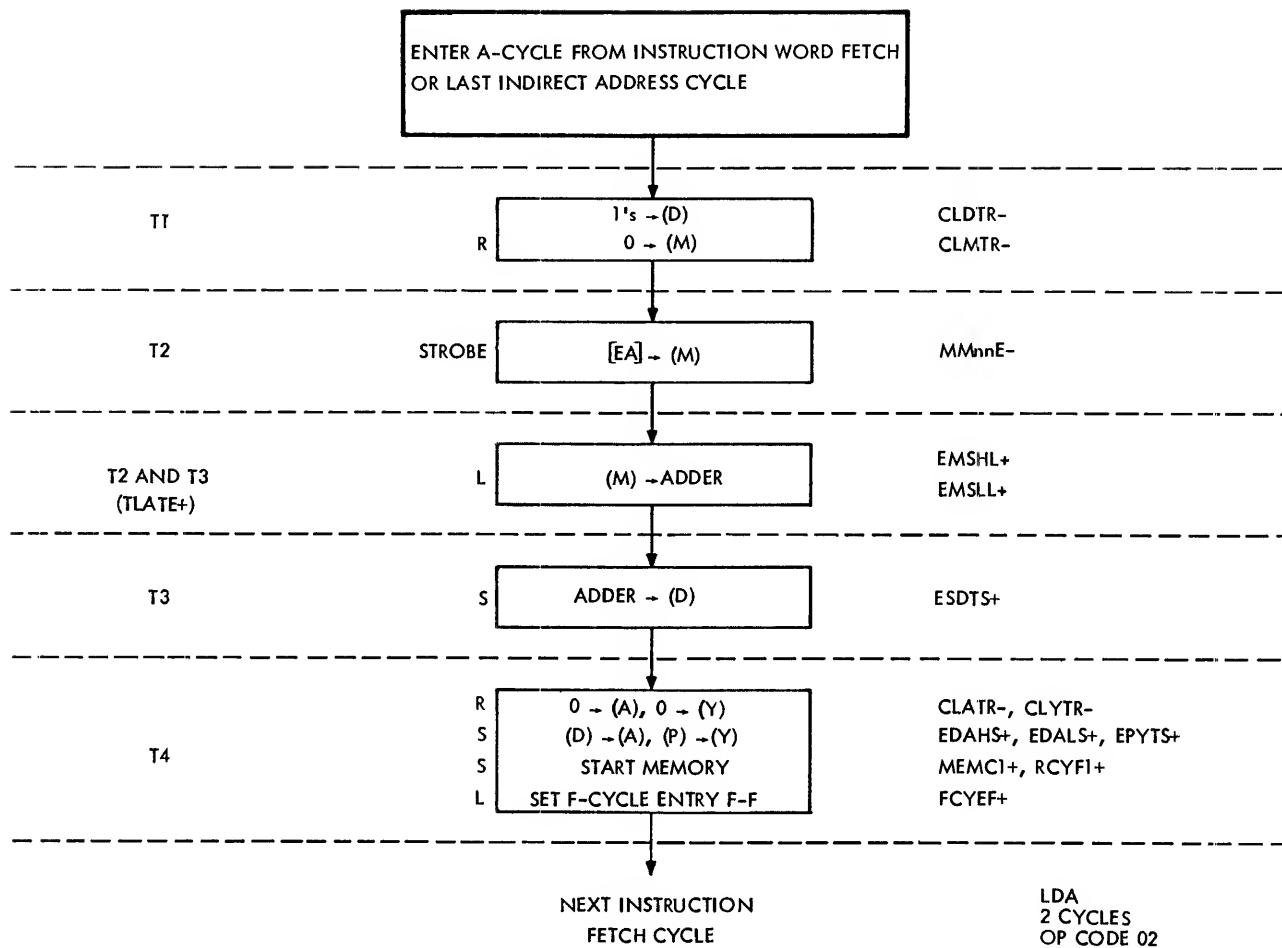 ENTER A-CYCLE FROM INSTRUCTION WORD FETCH
OR LAST INDIRECT ADDRESS CYCLE
T1
1's → (D)
CLDTR-
R
0 → (M)
CLMTR-
T2
STROBE
[EA] → (M)
MMnnE-
T2 AND T3
(TLATE+)
L
(M) → ADDER
EMSHL+
EMSLL+
T3
S
ADDER → (D)
ESDTS+
T4
R
0 → (A), 0 → (Y)
CLATR-, CLYTR-
S
(D) → (A), (P) → (Y)
EDAHS+, EDALS+, EPYTS+
S
START MEMORY
MEMC1+, RCYF1+
L
SET F-CYCLE ENTRY F-F
FCYEF+
NEXT INSTRUCTION
FETCH CYCLE
LDA
2 CYCLES
OP CODE 02